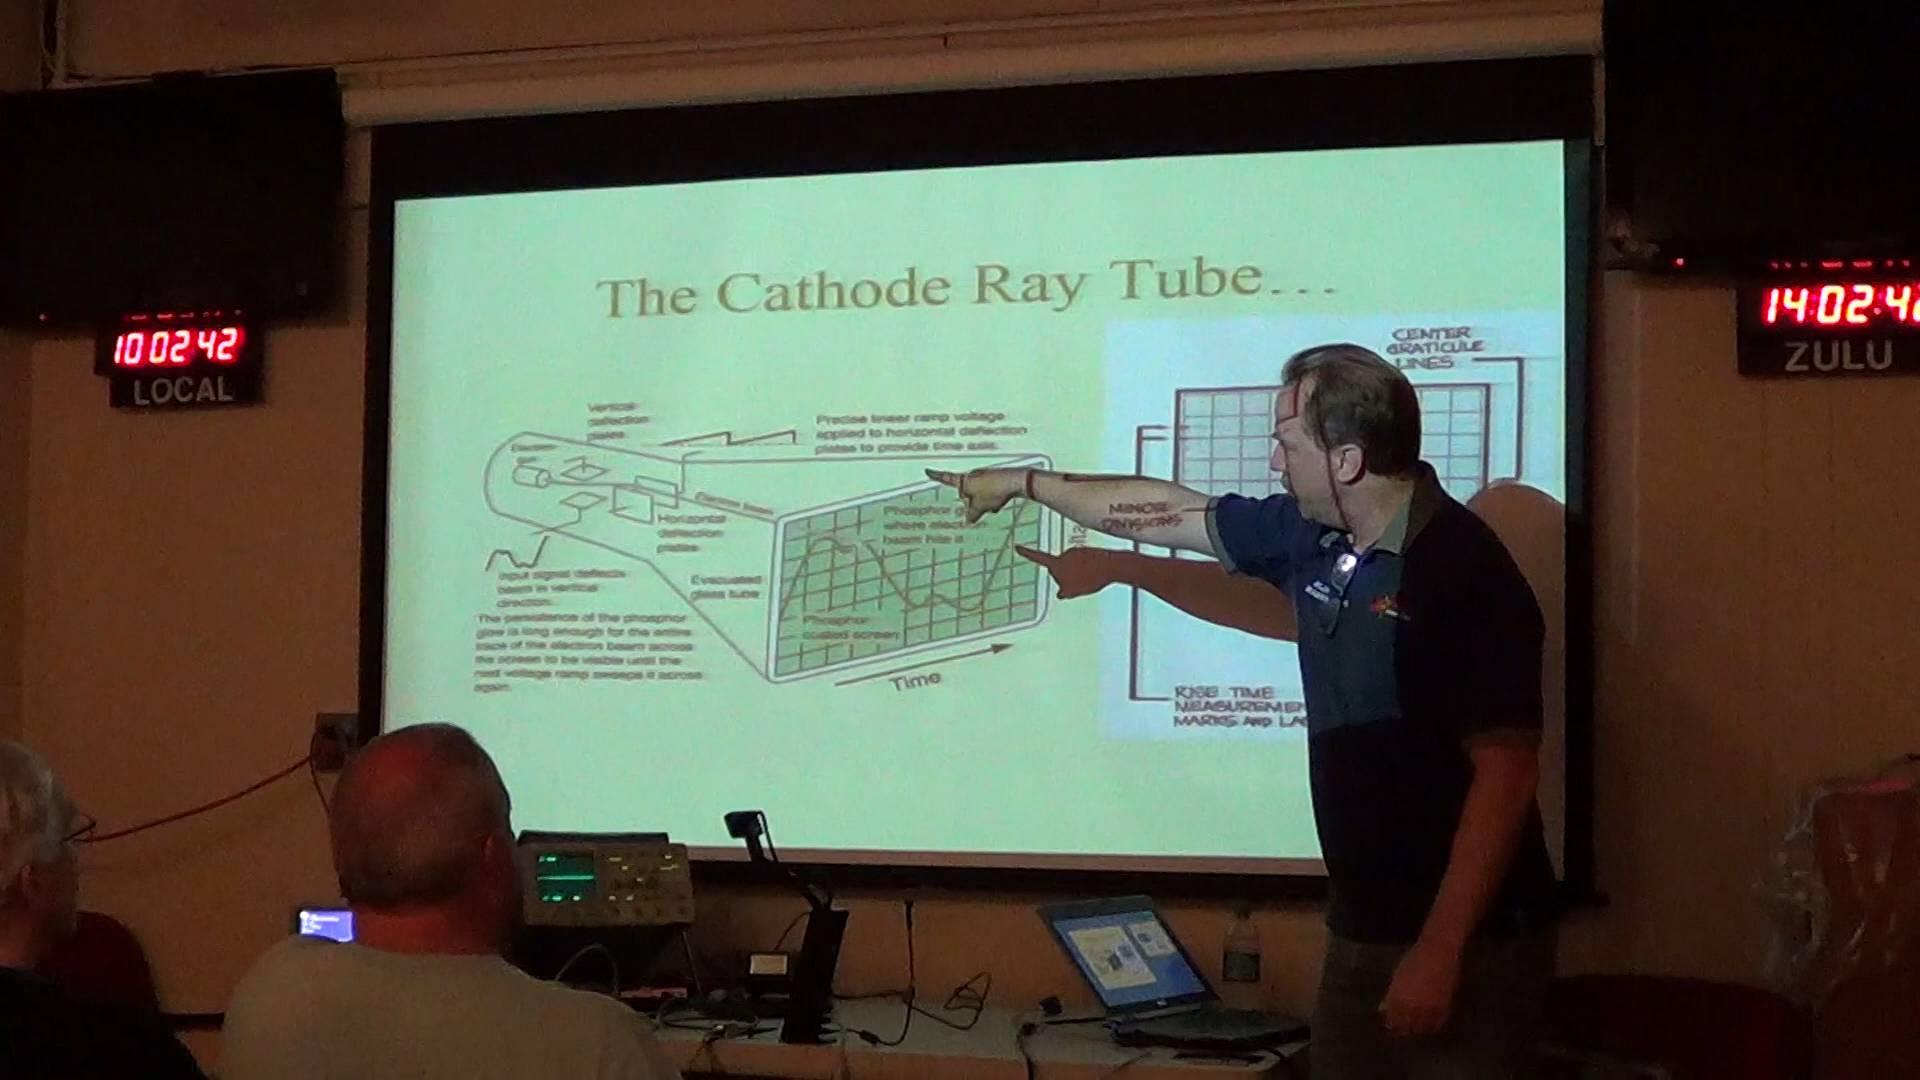 The Cathode Ray Tube...
10 02 42
LOCAL
14:02:42
ZULU
CENTER
GRATICULE
LINES
MINOR
DIVISIONS
RISE TIME
MEASUREMEN
MARKS AND LA
Vertical
deflection
plates
Precise linear ramp voltage
applied to horizontal deflection
plates to provide time axis.
Electron
gun
Horizontal
deflection
plates
Phosphor
where
beam hits it
Input signal deflects
beam in vertical
direction.
Evacuated
glass tube
Phosphor
coated screen
The persistence of the phosphor
glow is long enough for the entire
trace of the electron beam across
the screen to be visible until the
next voltage ramp sweeps it across
again.
Time